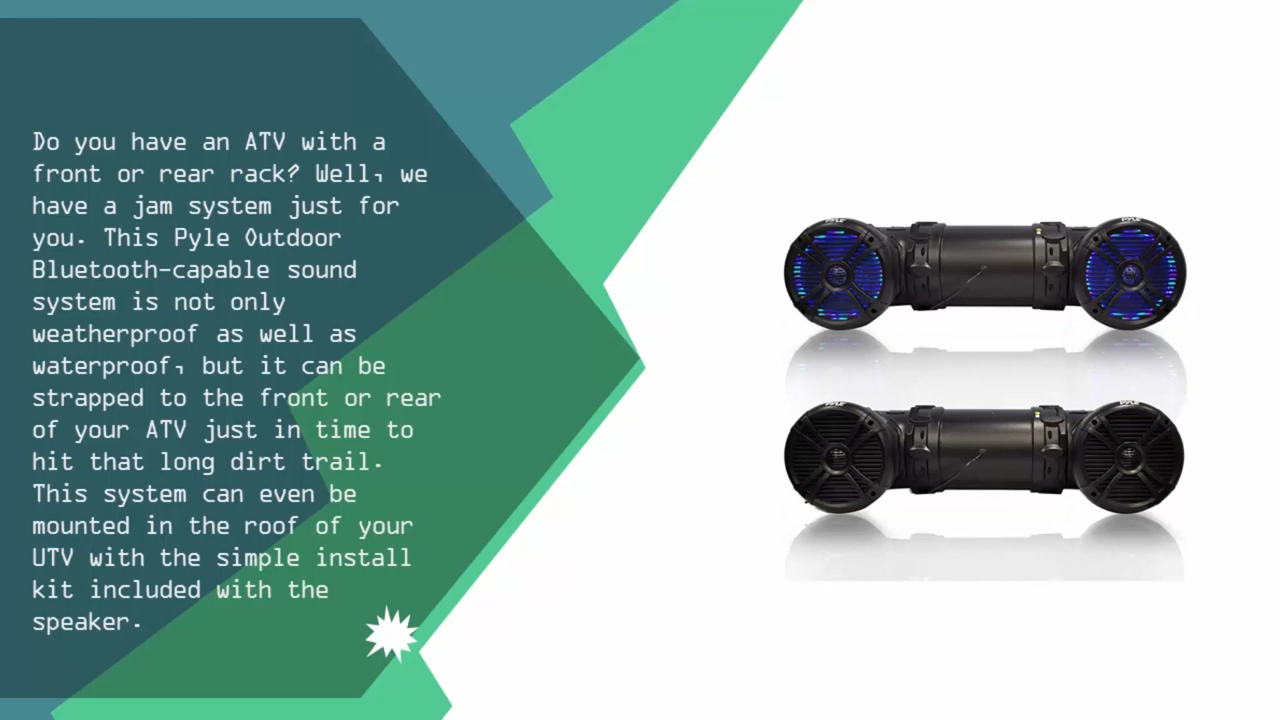 Do you have an ATV with a
front or rear rack? Well, we
have a jam system just for
you. This Pyle Outdoor
Bluetooth-capable sound
system is not only
weatherproof as well as
waterproof, but it can be
strapped to the front or rear
of your ATV just in time to
hit that long dirt trail.
This system can even be
mounted in the roof of your
UTV with the simple install
kit included with the
speaker.
PYLE PYLE
PYLE PYLE